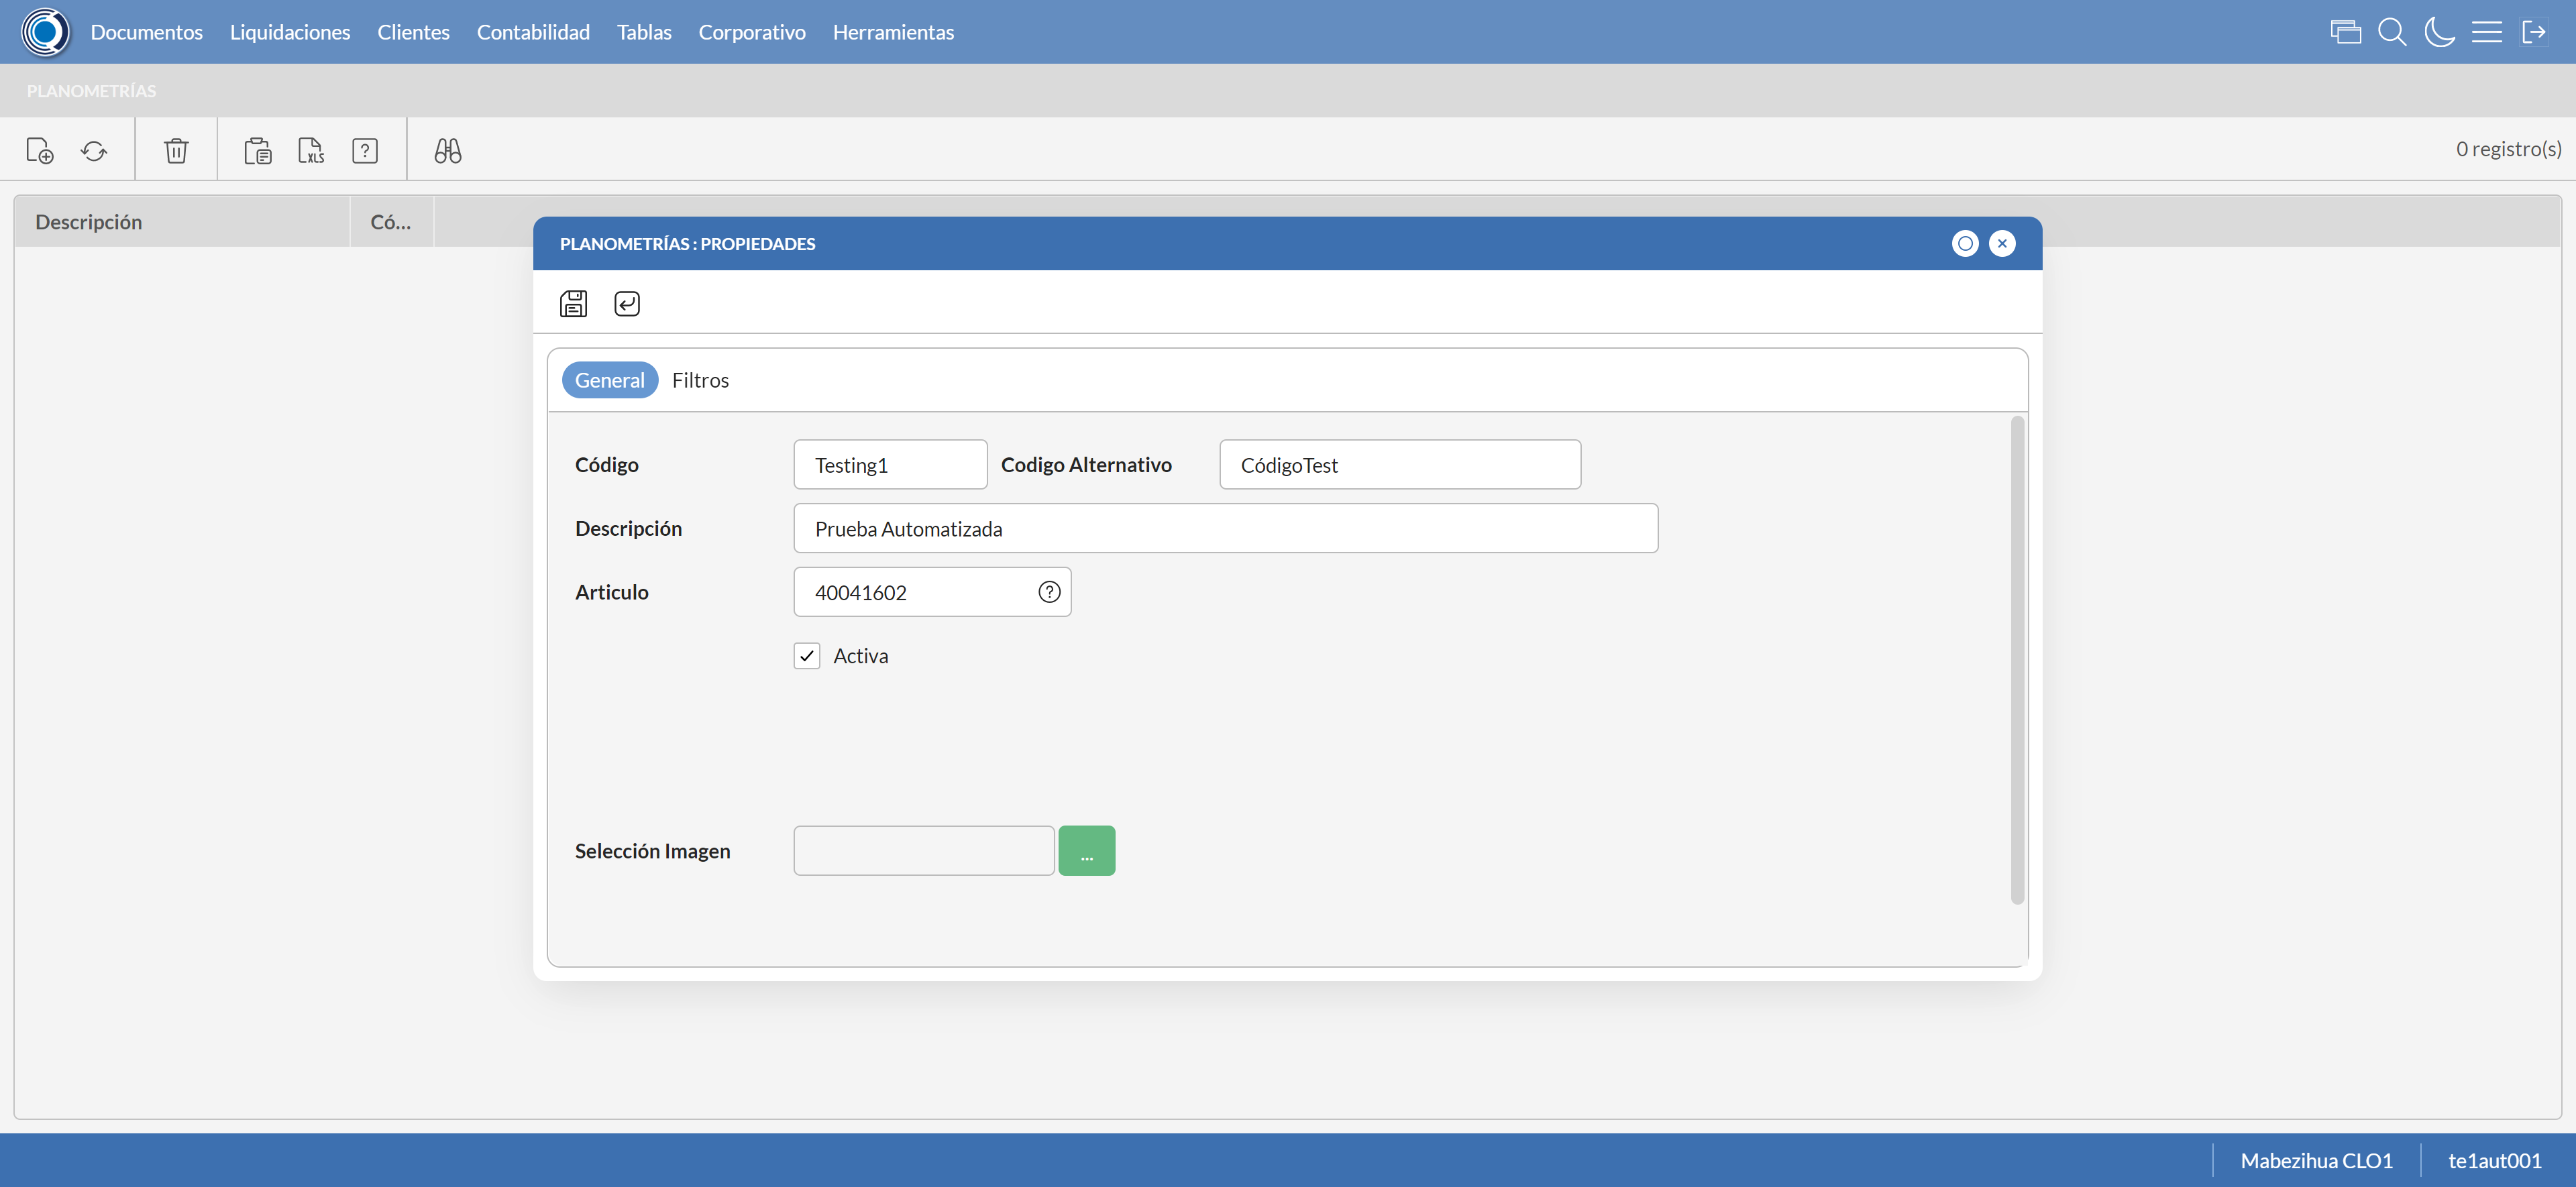 Documentos Liquidaciones Clientes Contabilidad Tablas Corporativo Herramientas
PLANOMETRÍAS
XLS ? 0 registro(s)
Descripción Có...
PLANOMETRÍAS : PROPIEDADES
General Filtros
Código Testing1 Codigo Alternativo CódigoTest
Descripción Prueba Automatizada
Articulo 40041602 ?
Activa
Selección Imagen ...
Mabezihua CLO1 te1aut001